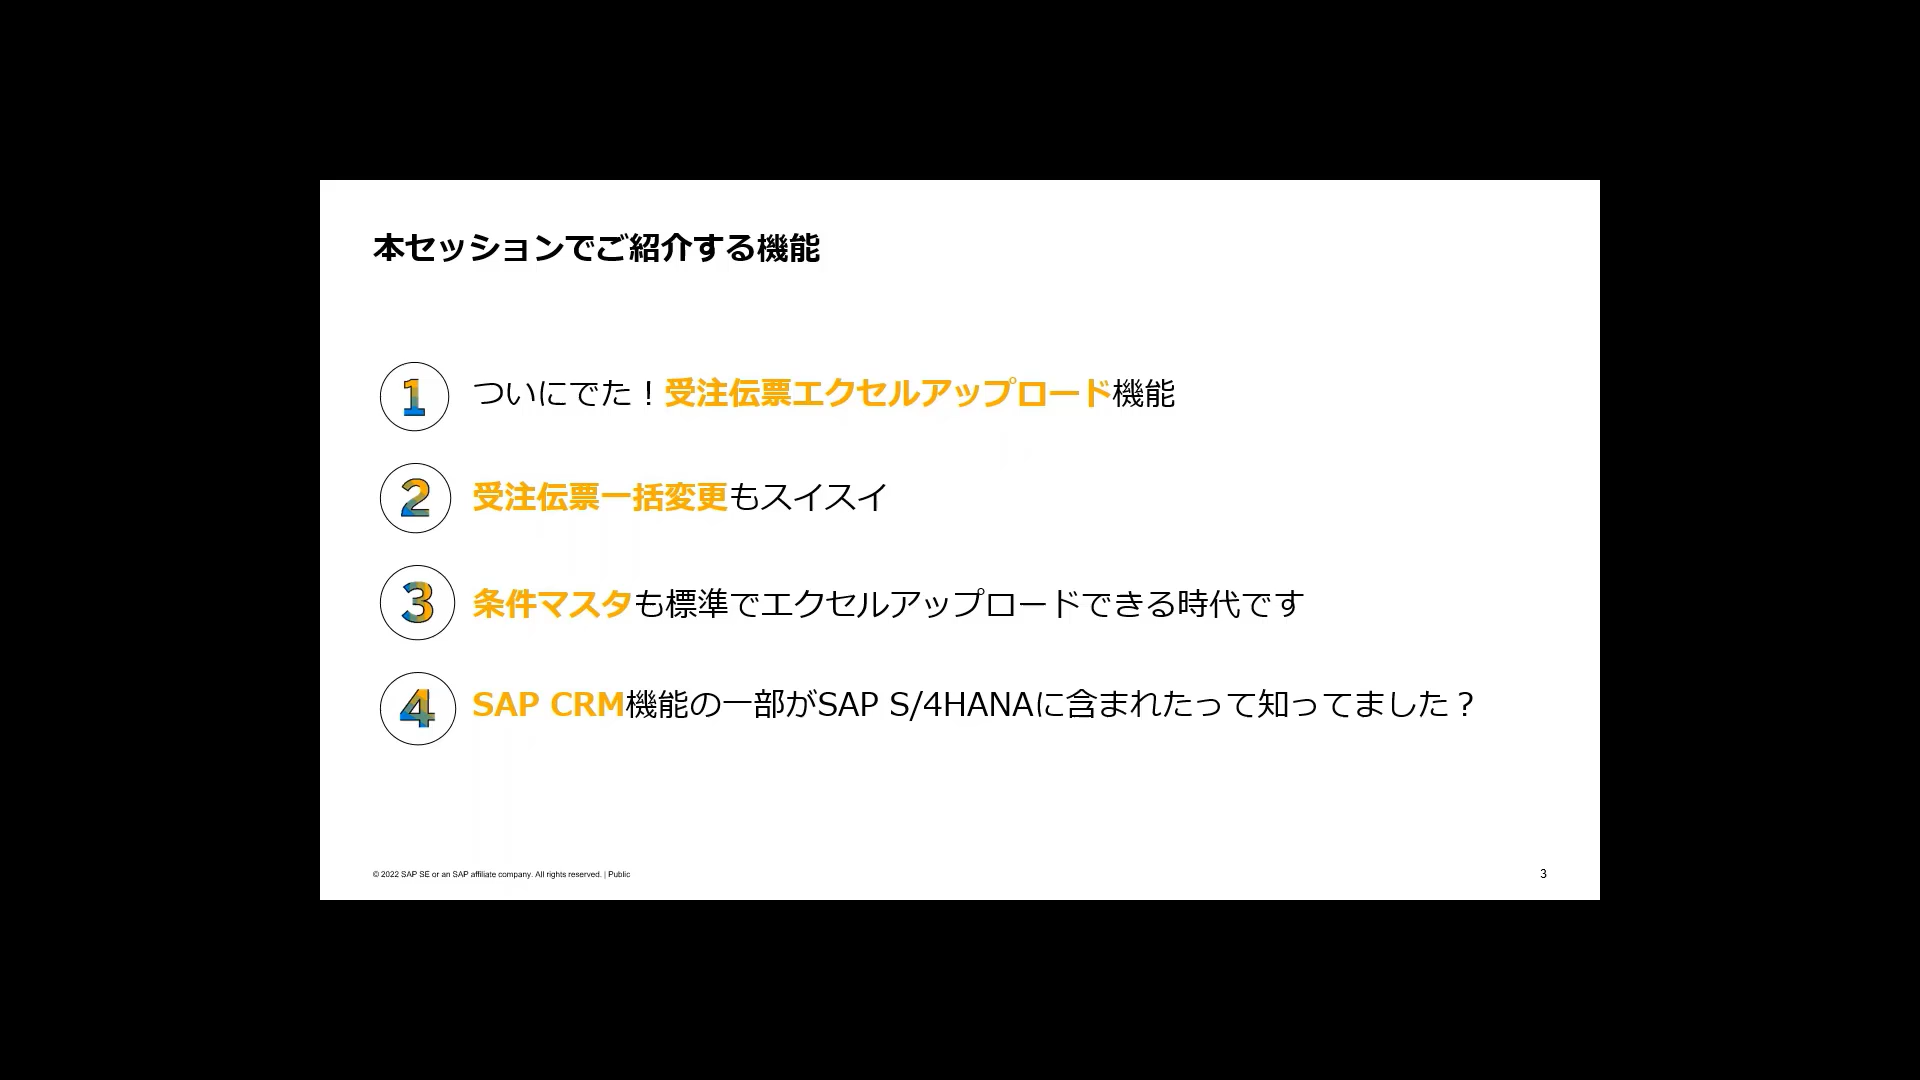 本セッションでご紹介する機能
1 ついにでた！受注伝票エクセルアップロード機能
2 受注伝票一括変更もスイスイ
3 条件マスタも標準でエクセルアップロードできる時代です
4 SAP CRM機能の一部がSAP S/4HANAに含まれたって知ってました？
© 2022 SAP SE or an SAP affiliate company. All rights reserved. | Public
3